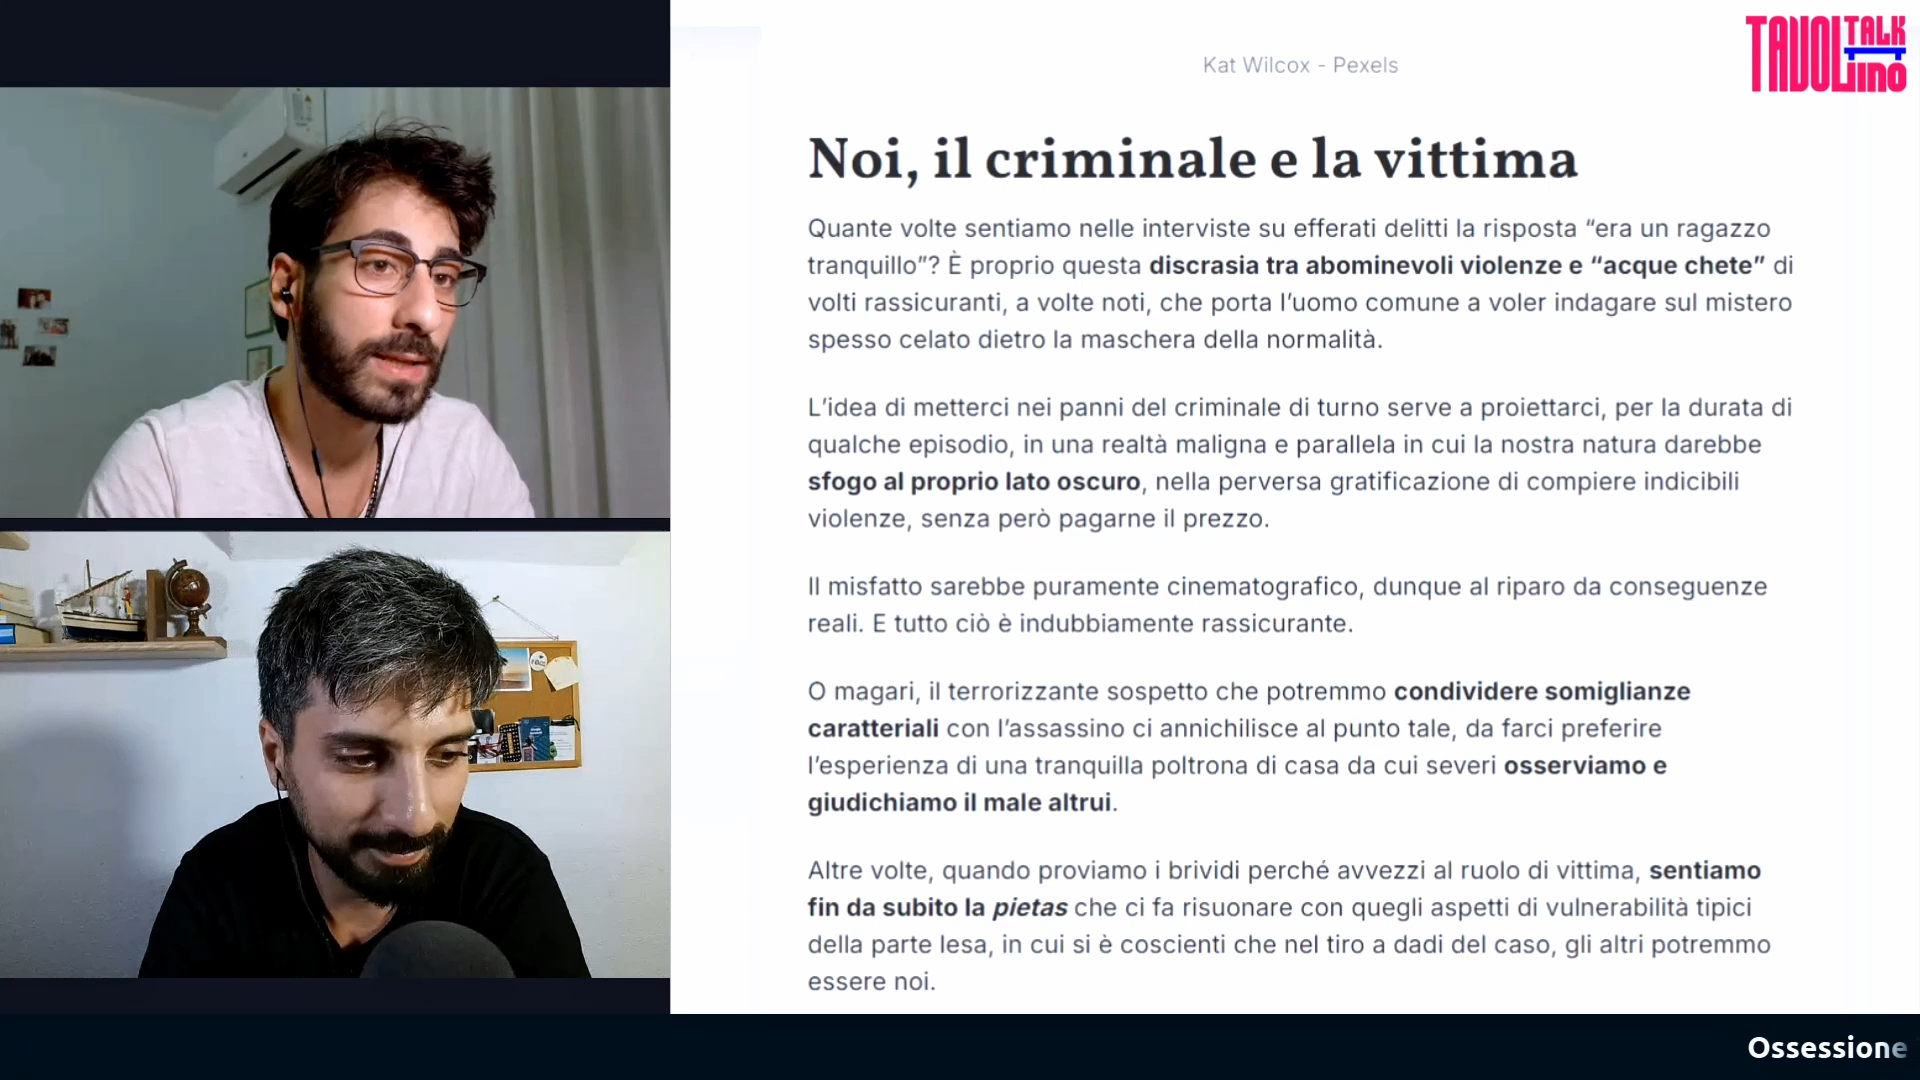 Kat Wilcox - Pexels
TAVOLINO TALK
Noi, il criminale e la vittima
Quante volte sentiamo nelle interviste su efferati delitti la risposta “era un ragazzo
tranquillo”? È proprio questa discrasia tra abominevoli violenze e “acque chete” di
volti rassicuranti, a volte noti, che porta l’uomo comune a voler indagare sul mistero
spesso celato dietro la maschera della normalità.
L’idea di metterci nei panni del criminale di turno serve a proiettarci, per la durata di
qualche episodio, in una realtà maligna e parallela in cui la nostra natura darebbe
sfogo al proprio lato oscuro, nella perversa gratificazione di compiere indicibili
violenze, senza però pagarne il prezzo.
Il misfatto sarebbe puramente cinematografico, dunque al riparo da conseguenze
reali. E tutto ciò è indubbiamente rassicurante.
O magari, il terrorizzante sospetto che potremmo condividere somiglianze
caratteriali con l’assassino ci annichilisce al punto tale, da farci preferire
l’esperienza di una tranquilla poltrona di casa da cui severi osserviamo e
giudichiamo il male altrui.
Altre volte, quando proviamo i brividi perché avvezzi al ruolo di vittima, sentiamo
fin da subito la pietas che ci fa risuonare con quegli aspetti di vulnerabilità tipici
della parte lesa, in cui si è coscienti che nel tiro a dadi del caso, gli altri potremmo
essere noi.
Ossessione